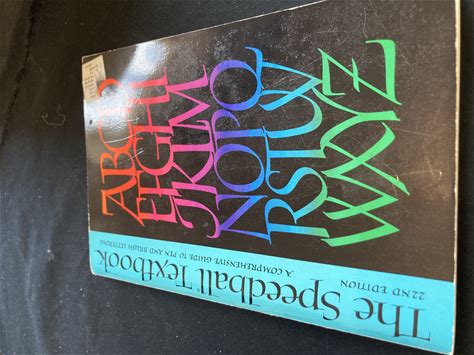 The Speedball Textbook
22ND EDITION A COMPREHENSIVE GUIDE TO PEN AND BRUSH LETTERING
ABCD
EFGHI
JKLM
NOPQ
RSTUV
WXYZ